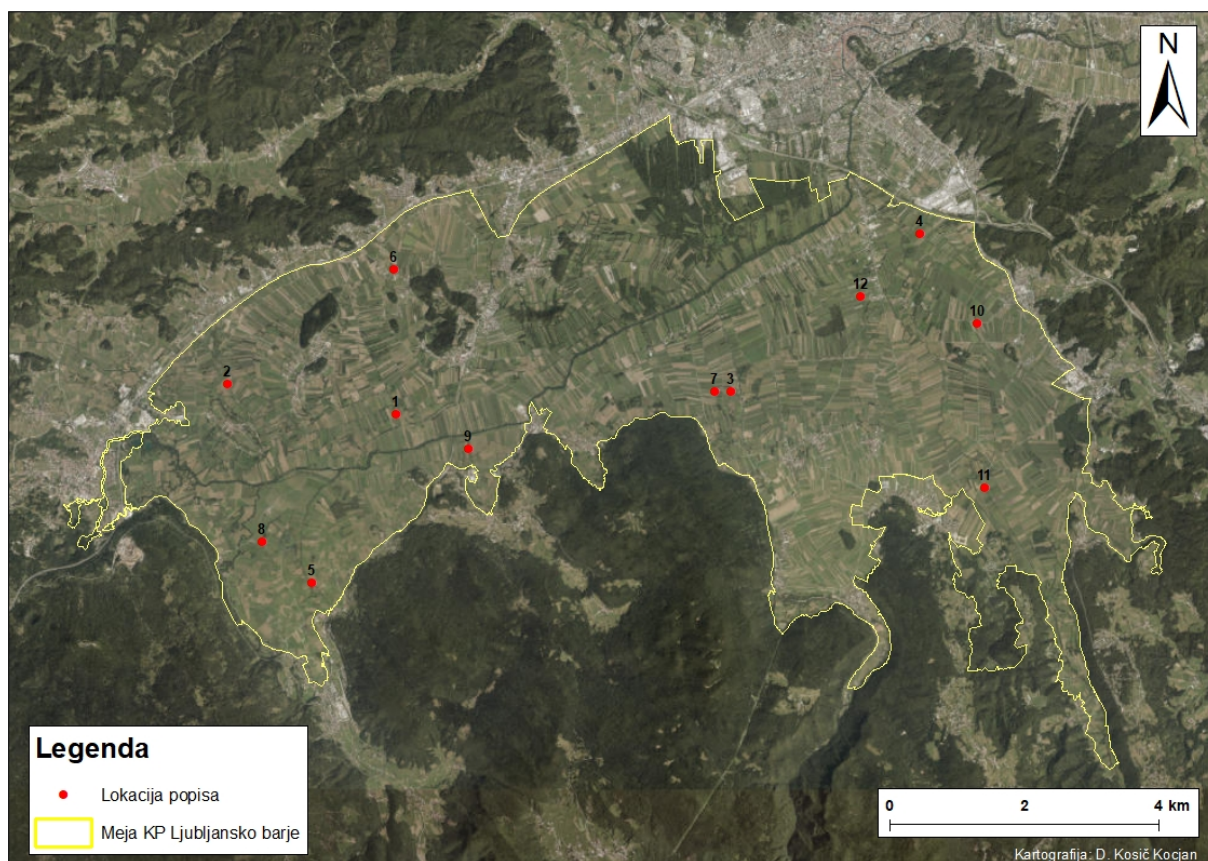 N
4
6
12
10
2
7 3
1
9
11
8
5
Legenda
Lokacija popisa
Meja KP Ljubljansko barje
0 2 4 km
Kartografija: D. Kosič Kocjan